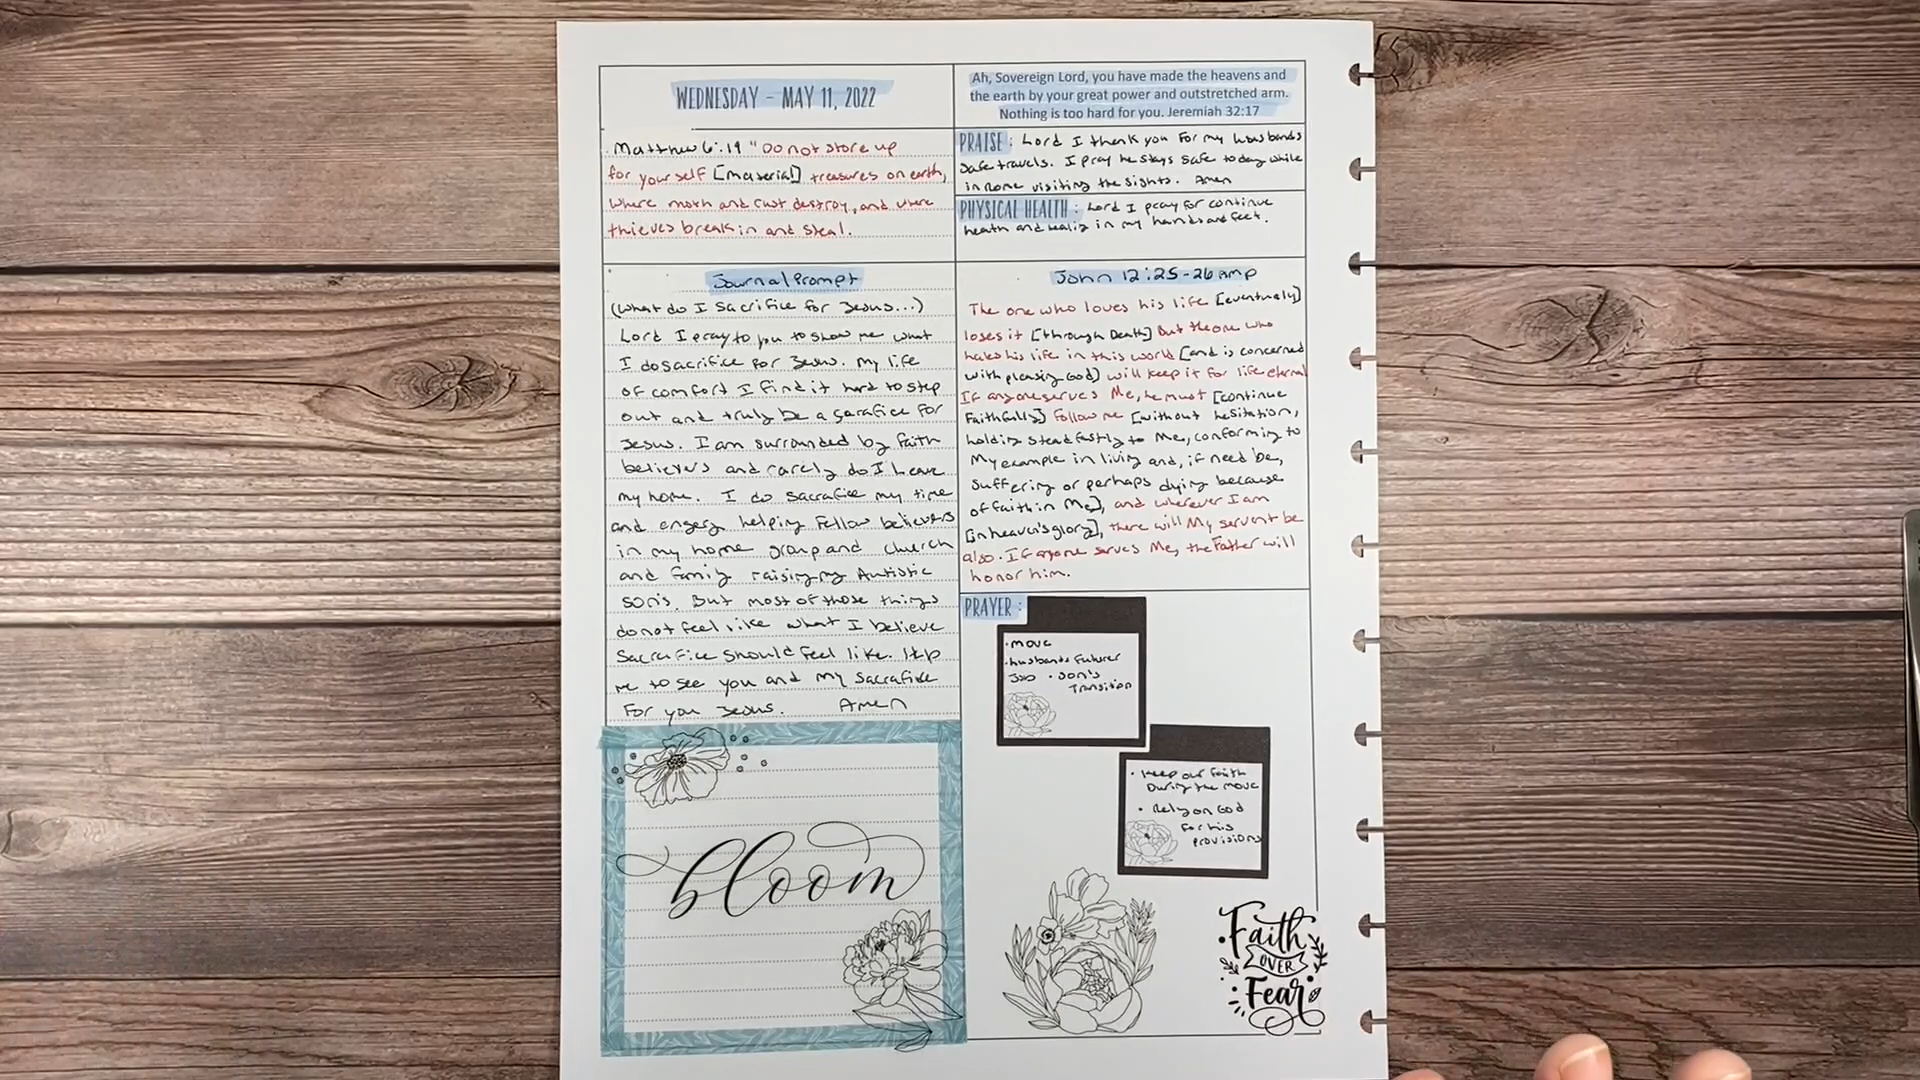 WEDNESDAY - MAY 11, 2022
Matthew 6:19 "Do not store up
for yourself [material] treasures on earth,
where moth and rust destroy, and where
thieves break in and steal.
Journal Prompt
(What do I Sacrifice for Jesus...)
Lord I pray to you to show me what
I do sacrifice for Jesus. My life
of comfort I find it hard to step
out and truly be a sacrafice for
Jesus. I am surrounded by faith
believers and rarely do I leave
my home. I do sacrafice my time
and engery helping Fellow believers
in my home group and church
and family raising my Autistic
son's. But most of those things
do not feel like what I believe
Sacrafice should feel like. Help
me to see you and my sacrafice
For you Jesus. Amen
bloom
Ah, Sovereign Lord, you have made the heavens and
the earth by your great power and outstretched arm.
Nothing is too hard for you. Jeremiah 32:17
PRAISE : Lord I thank you for my husbands
safe travels. I pray he stays safe today while
in Rome visiting the sights. Amen
PHYSICAL HEALTH : Lord I pray for continue
heath and in my hands and feet.
John 12:25-26 AMP
The one who loves his life [eventually]
loses it [through Death] But the one who
hates his life in this world [and is concerned
with pleasing God] will keep it for life eternal
If anyone serves Me, he must [continue
Faithfully] Follow me [without hesitation,
holding steadfastly to Me, conforming to
My example in living and, if need be,
suffering or perhaps dying because
of faith in Me], and wherever I am
[in heaven's glory], there will My servant be
also. If anyone serves Me, the Father will
honor him.
PRAYER :
• move
• husbands futurer
Job • son's
Transition
• Keep our faith
During the move
• Rely on God
for his
provisions
Faith
OVER
Fear